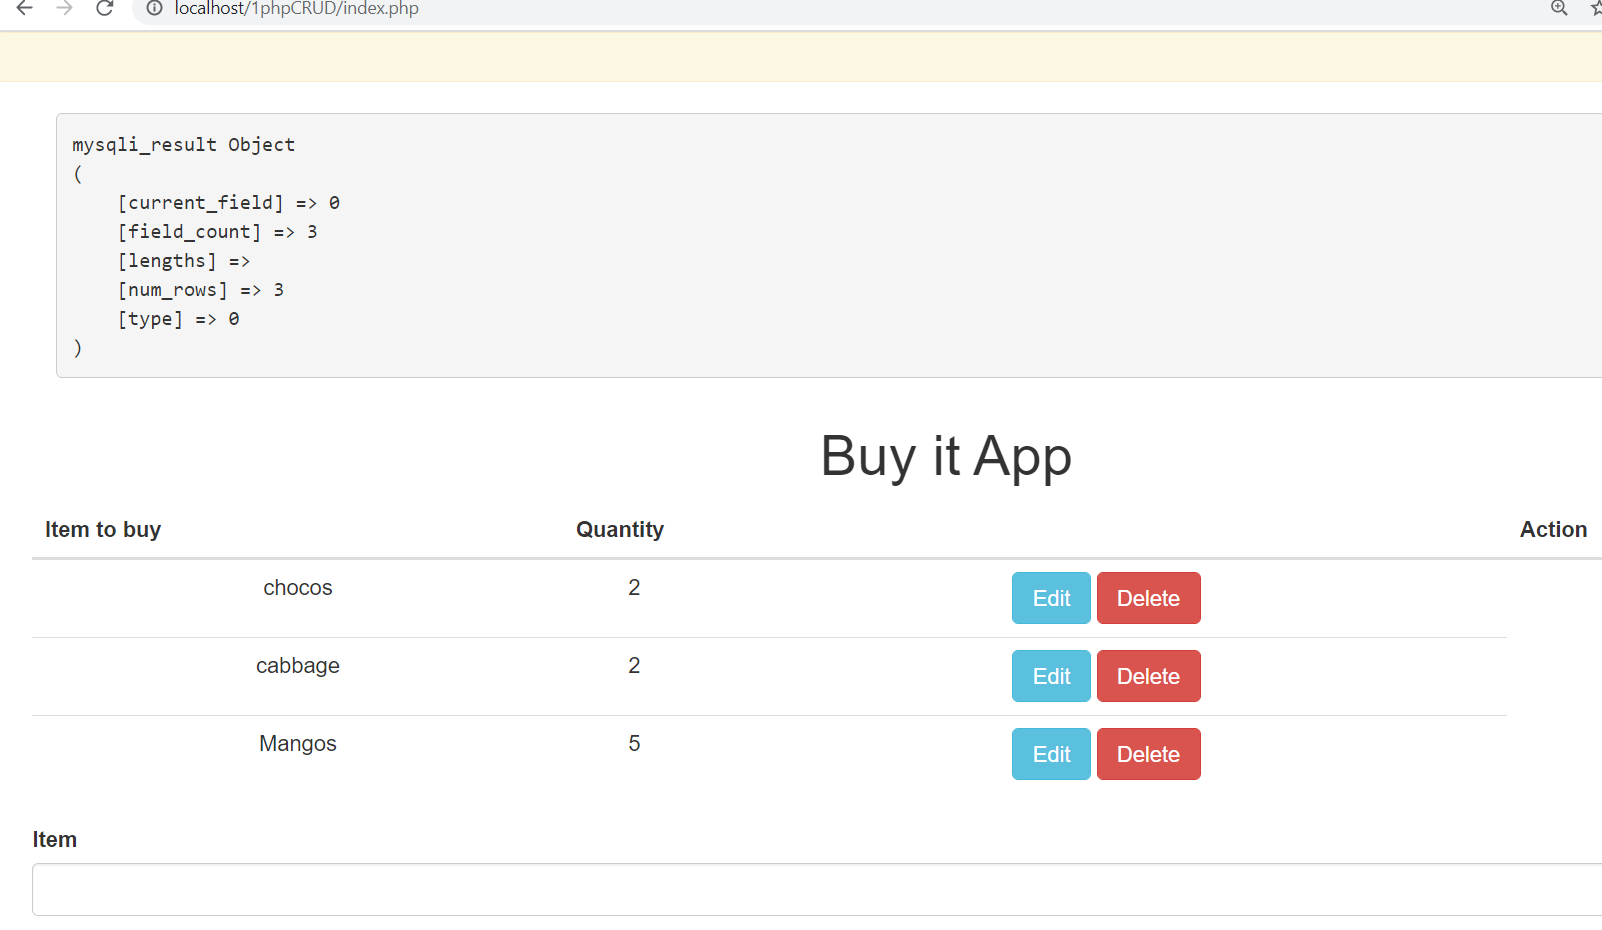 localhost/1phpCRUD/index.php
mysqli_result Object
(
[current_field] => 0
[field_count] => 3
[lengths] =>
[num_rows] => 3
[type] => 0
)
Buy it App
Item to buy Quantity Action
chocos 2 Edit Delete
cabbage 2 Edit Delete
Mangos 5 Edit Delete
Item